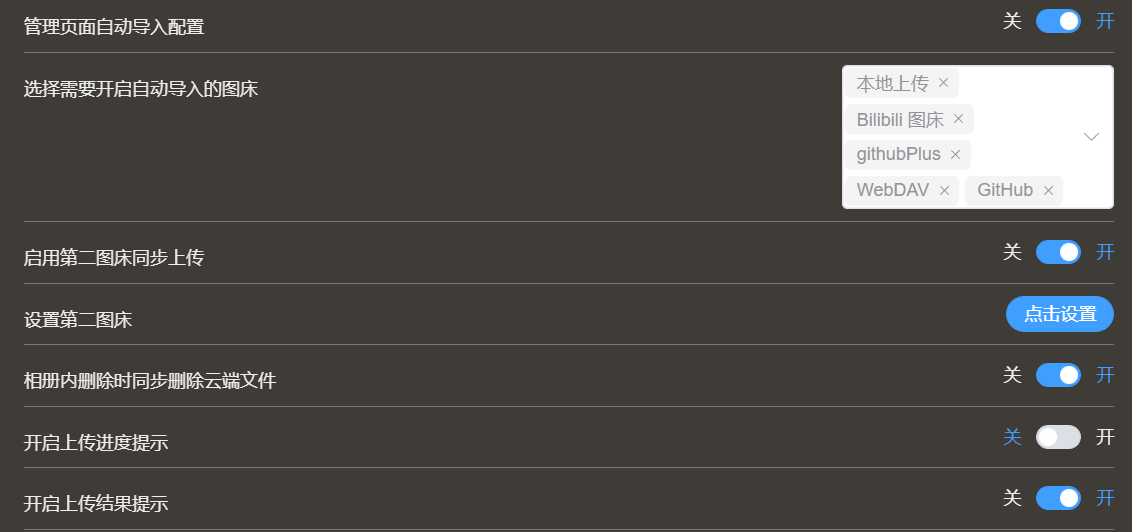 管理页面自动导入配置 关 开
选择需要开启自动导入的图床 本地上传
Bilibili 图床
githubPlus
WebDAV GitHub
启用第二图床同步上传 关 开
设置第二图床 点击设置
相册内删除时同步删除云端文件 关 开
开启上传进度提示 关 开
开启上传结果提示 关 开